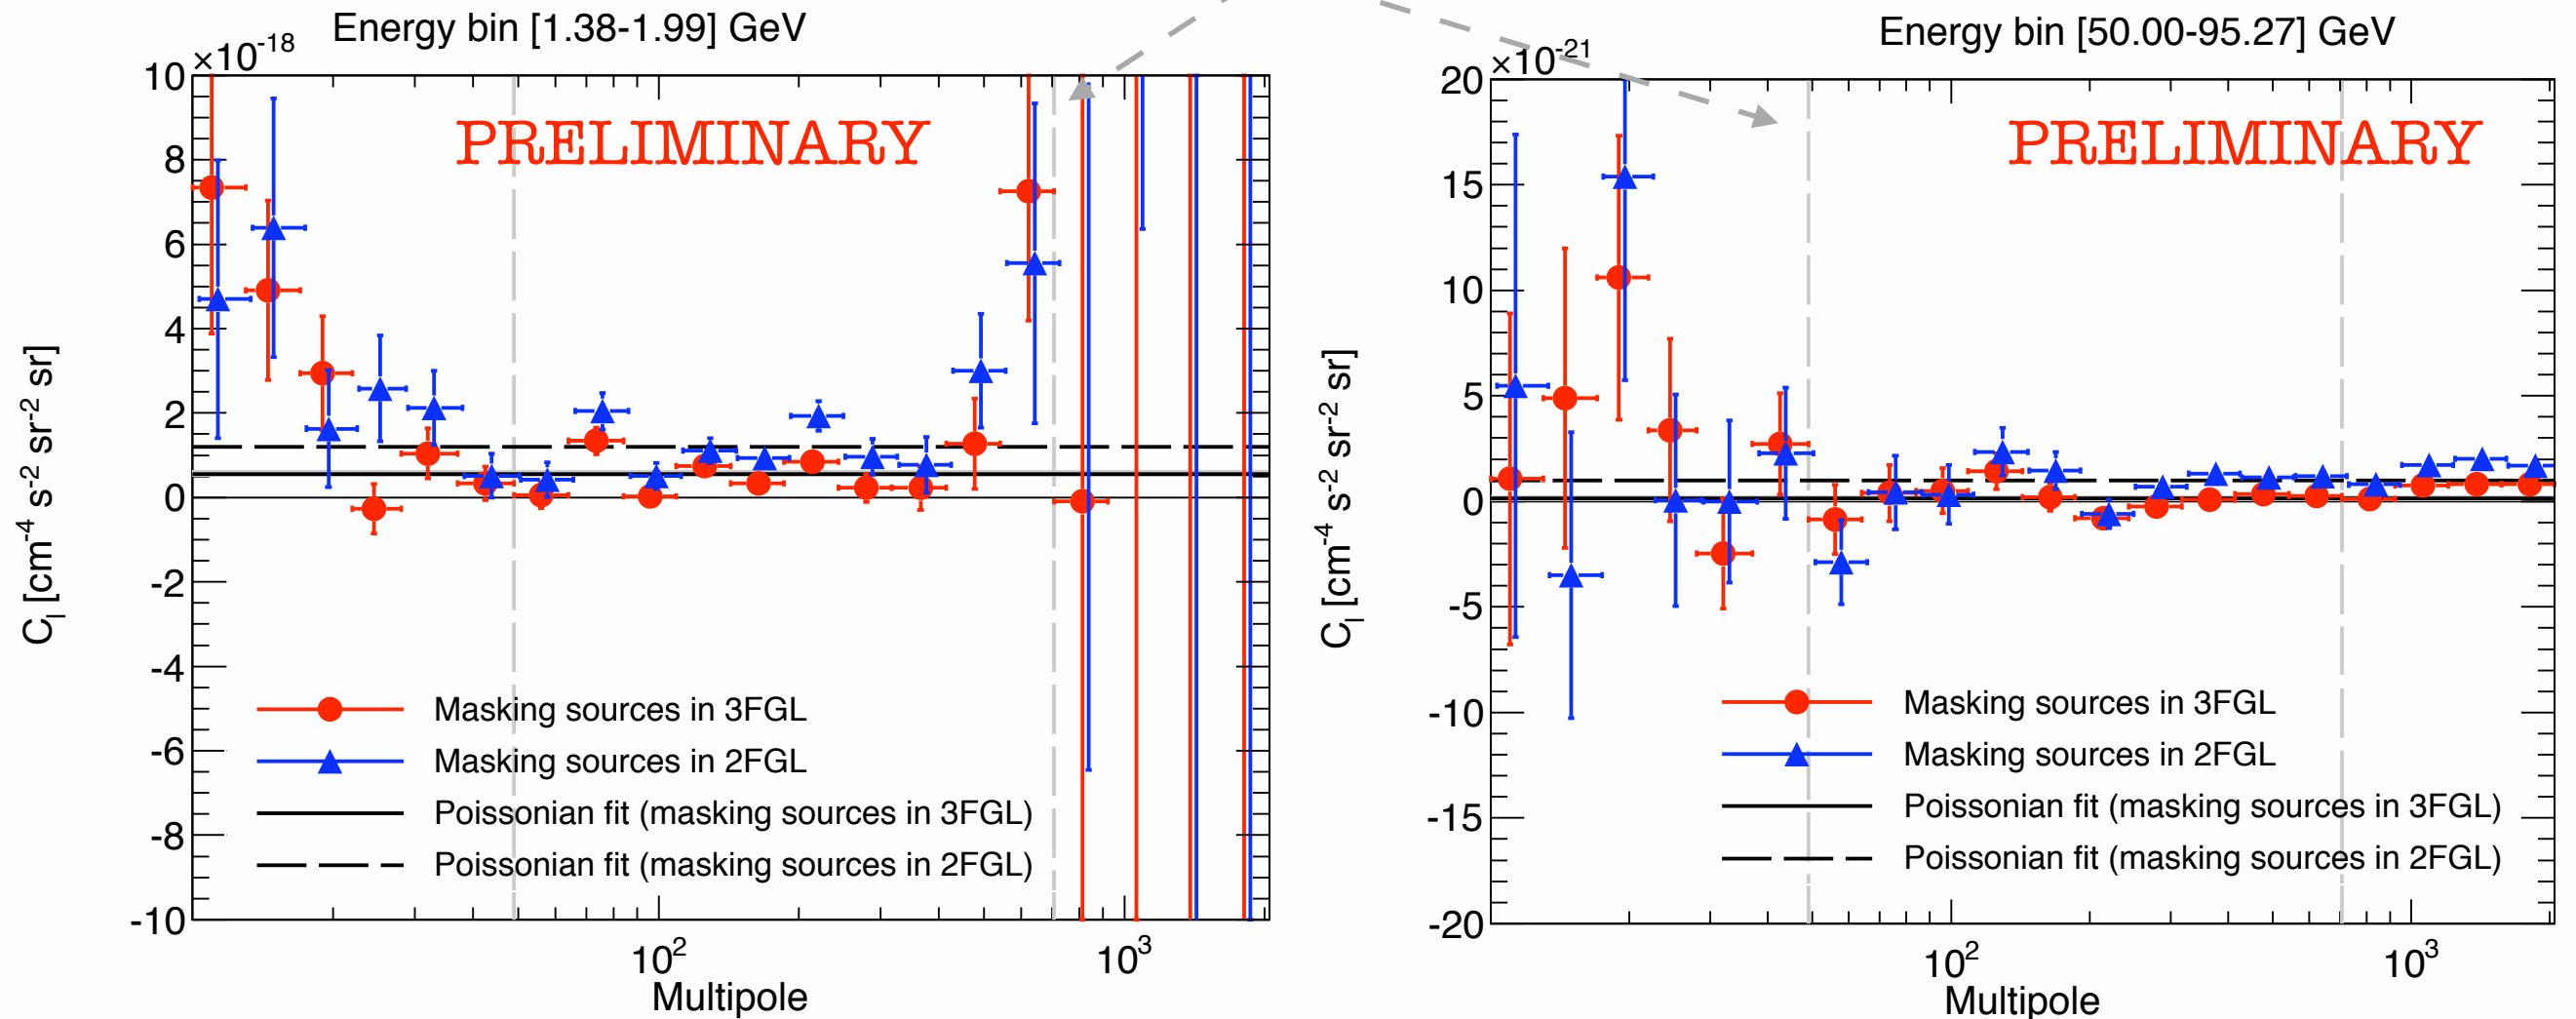 Energy bin [1.38-1.99] GeV
×10⁻¹⁸
PRELIMINARY
10
8
6
4
2
0
-2
-4
-6
-8
-10
Cₗ [cm⁻⁴ s⁻² sr⁻² sr]
Masking sources in 3FGL
Masking sources in 2FGL
Poissonian fit (masking sources in 3FGL)
Poissonian fit (masking sources in 2FGL)
10² 10³
Multipole
Energy bin [50.00-95.27] GeV
×10⁻²¹
PRELIMINARY
20
15
10
5
0
-5
-10
-15
-20
Cₗ [cm⁻⁴ s⁻² sr⁻² sr]
Masking sources in 3FGL
Masking sources in 2FGL
Poissonian fit (masking sources in 3FGL)
Poissonian fit (masking sources in 2FGL)
10² 10³
Multipole